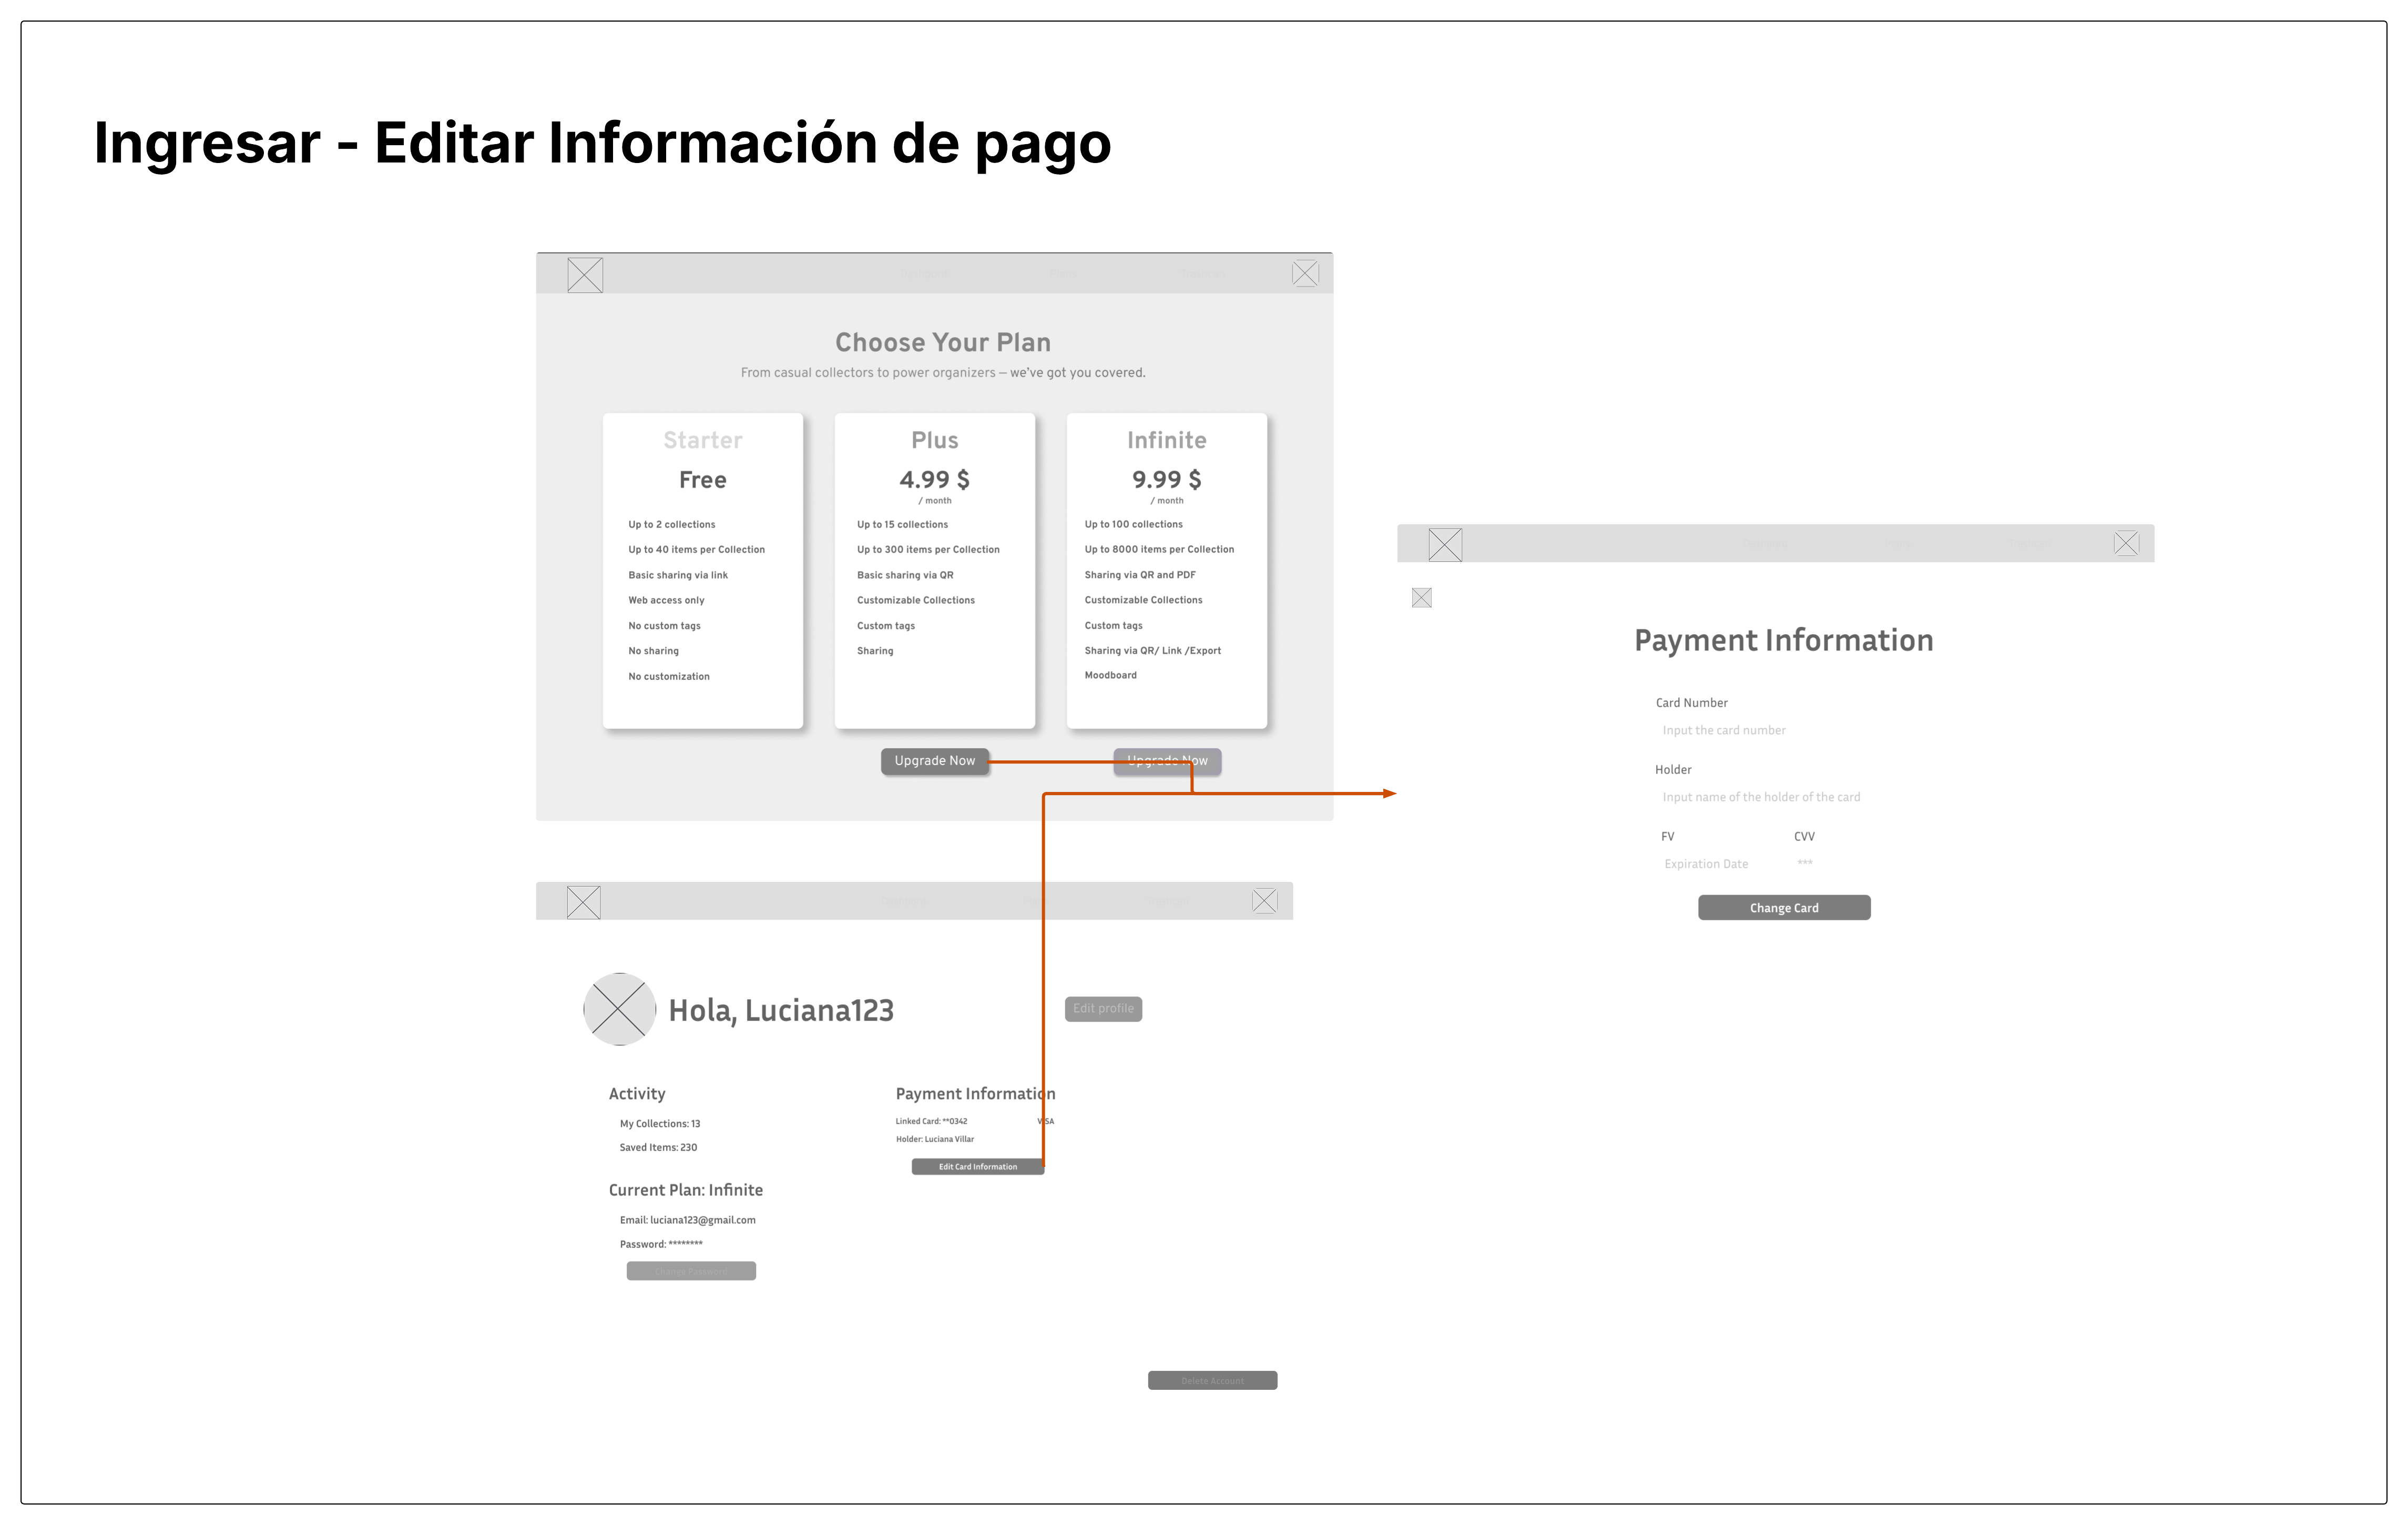 Ingresar - Editar Información de pago
Choose Your Plan
From casual collectors to power organizers — we've got you covered.
Starter
Free
Up to 2 collections
Up to 40 items per Collection
Basic sharing via link
Web access only
No custom tags
No sharing
No customization
Plus
4.99 $
/ month
Up to 15 collections
Up to 300 items per Collection
Basic sharing via QR
Customizable Collections
Custom tags
Sharing
Upgrade Now
Infinite
9.99 $
/ month
Up to 100 collections
Up to 8000 items per Collection
Sharing via QR and PDF
Customizable Collections
Custom tags
Sharing via QR/ Link /Export
Moodboard
Upgrade Now
Hola, Luciana123
Edit profile
Activity
My Collections: 13
Saved Items: 230
Current Plan: Infinite
Email: luciana123@gmail.com
Password: ********
Change Password
Payment Information
Linked Card: **0342 VISA
Holder: Luciana Villar
Edit Card Information
Delete Account
Payment Information
Card Number
Input the card number
Holder
Input name of the holder of the card
FV CVV
Expiration Date ***
Change Card